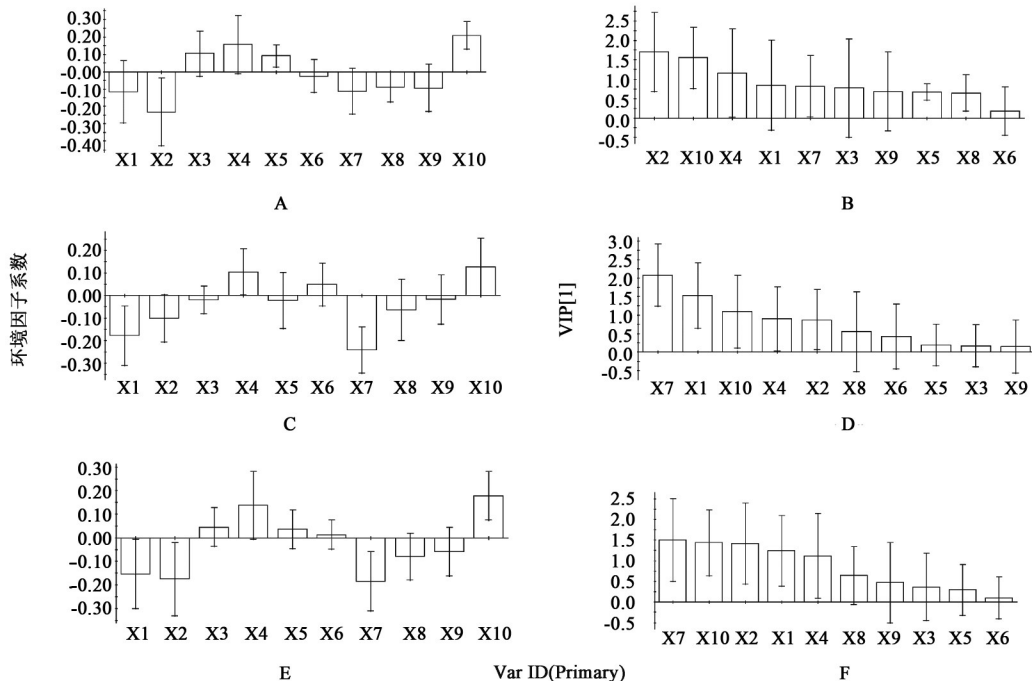 0.30
0.20
0.10
-0.00
-0.10
-0.20
-0.30
-0.40
X1 X2 X3 X4 X5 X6 X7 X8 X9 X10
A
2.5
2.0
1.5
1.0
0.5
0.0
-0.5
X2 X10 X4 X1 X7 X3 X9 X5 X8 X6
B
环境因子系数
0.20
0.10
0.00
-0.10
-0.20
-0.30
X1 X2 X3 X4 X5 X6 X7 X8 X9 X10
C
VIP[1]
3.0
2.5
2.0
1.5
1.0
0.5
0.0
-0.5
X7 X1 X10 X4 X2 X8 X6 X5 X3 X9
D
0.30
0.20
0.10
0.00
-0.10
-0.20
-0.30
X1 X2 X3 X4 X5 X6 X7 X8 X9 X10
E
2.5
2.0
1.5
1.0
0.5
0.0
-0.5
X7 X10 X2 X1 X4 X8 X9 X3 X5 X6
F
Var ID(Primary)